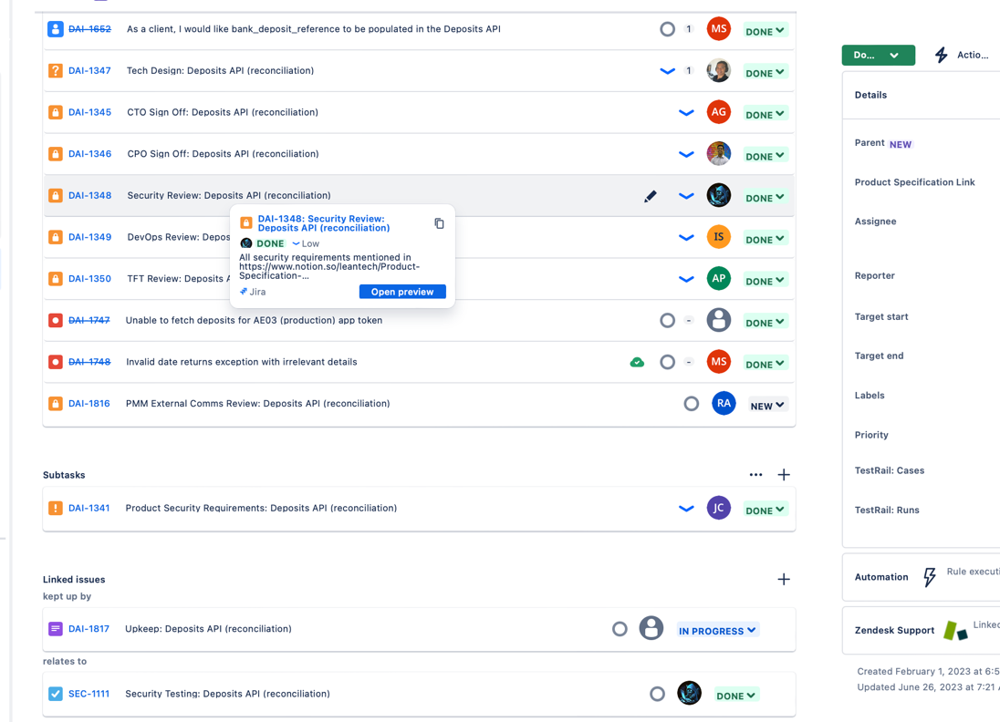 DAI-1652 As a client, I would like bank_deposit_reference to be populated in the Deposits API 1 MS DONE
DAI-1347 Tech Design: Deposits API (reconciliation) 1 DONE
DAI-1345 CTO Sign Off: Deposits API (reconciliation) AG DONE
DAI-1346 CPO Sign Off: Deposits API (reconciliation) DONE
DAI-1348 Security Review: Deposits API (reconciliation) DONE
DAI-1348: Security Review:
Deposits API (reconciliation)
DONE Low
All security requirements mentioned in
https://www.notion.so/leantech/Product-
Specification-...
Jira Open preview
DAI-1349 DevOps Review: Depos IS DONE
DAI-1350 TFT Review: Deposits A AP DONE
DAI-1747 Unable to fetch deposits for AE03 (production) app token - DONE
DAI-1748 Invalid date returns exception with irrelevant details - MS DONE
DAI-1816 PMM External Comms Review: Deposits API (reconciliation) RA NEW
Subtasks
DAI-1341 Product Security Requirements: Deposits API (reconciliation) JC DONE
Linked issues
kept up by
DAI-1817 Upkeep: Deposits API (reconciliation) IN PROGRESS
relates to
SEC-1111 Security Testing: Deposits API (reconciliation) DONE
Do... Actio...
Details
Parent NEW
Product Specification Link
Assignee
Reporter
Target start
Target end
Labels
Priority
TestRail: Cases
TestRail: Runs
Automation Rule executi
Zendesk Support Linke
Created February 1, 2023 at 6:5
Updated June 26, 2023 at 7:21